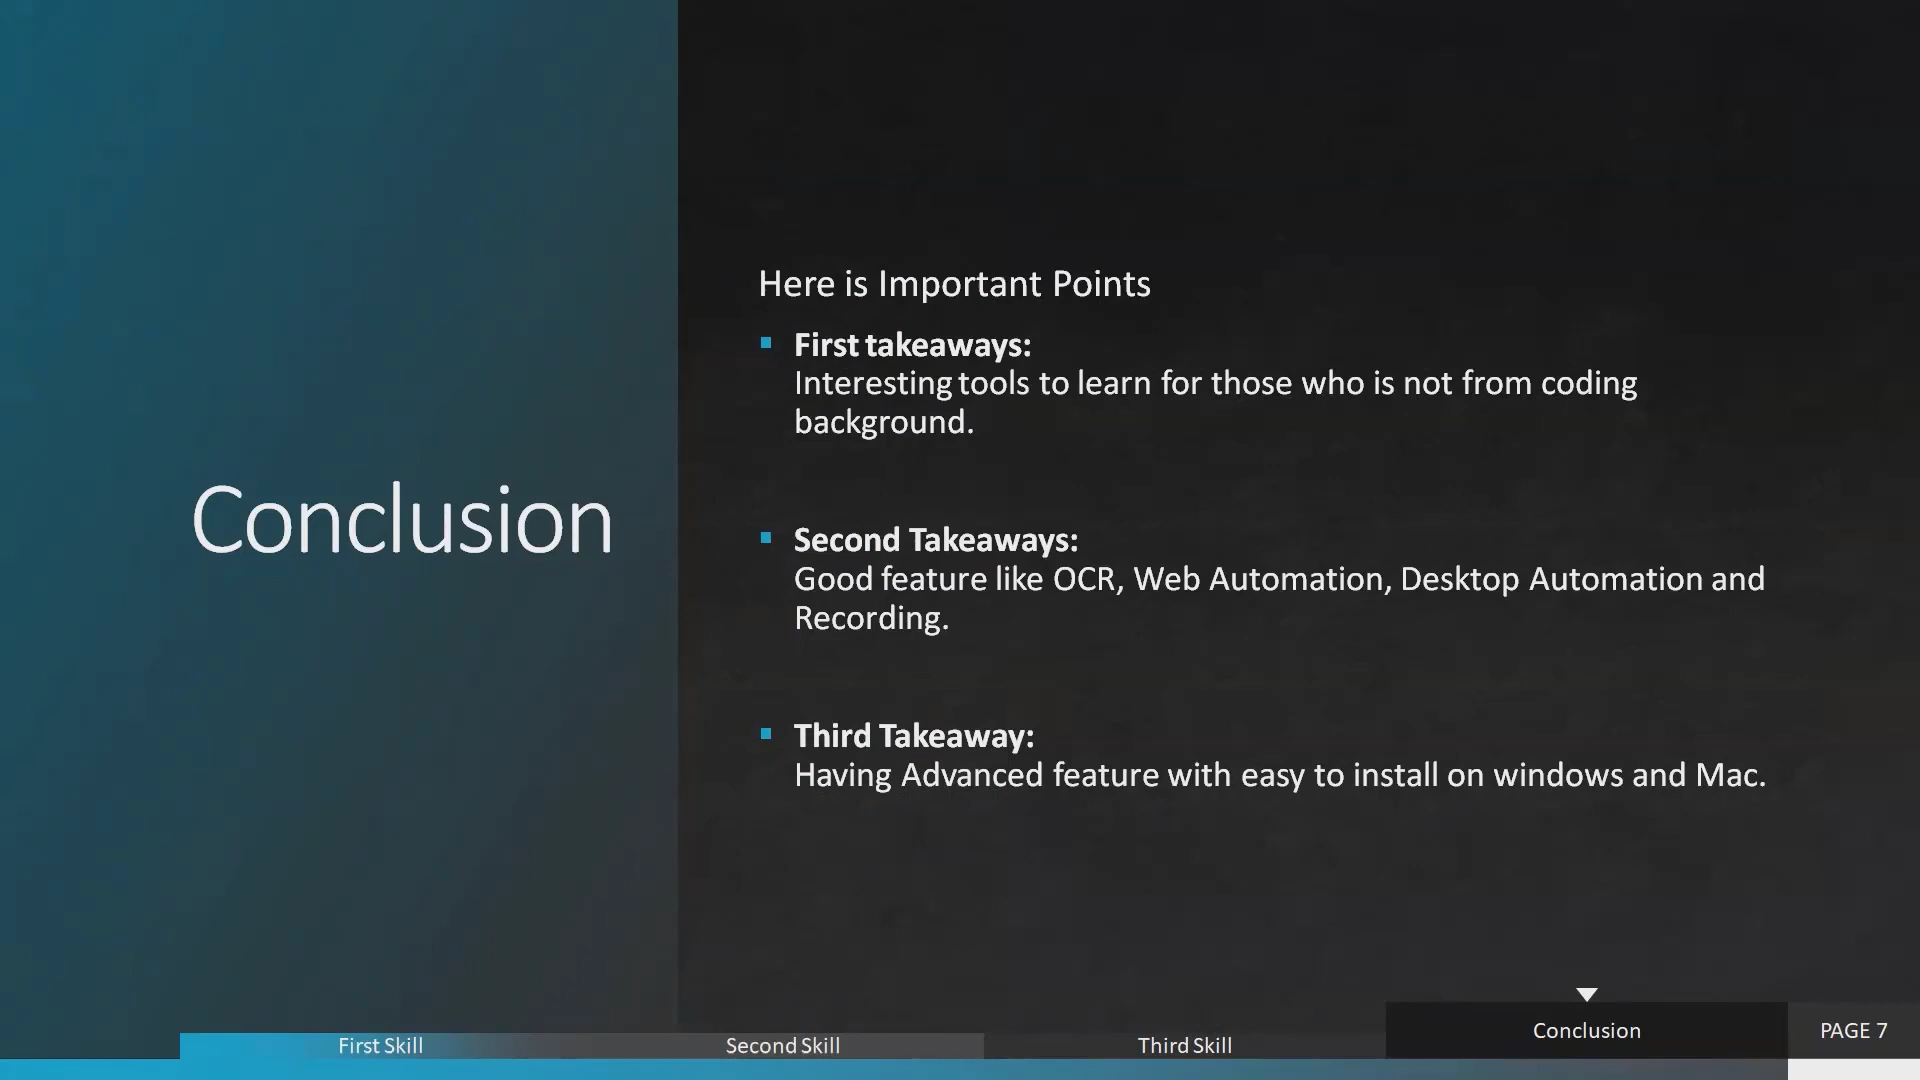 Conclusion
Here is Important Points
First takeaways:
Interesting tools to learn for those who is not from coding
background.
Second Takeaways:
Good feature like OCR, Web Automation, Desktop Automation and
Recording.
Third Takeaway:
Having Advanced feature with easy to install on windows and Mac.
First Skill
Second Skill
Third Skill
Conclusion
PAGE 7